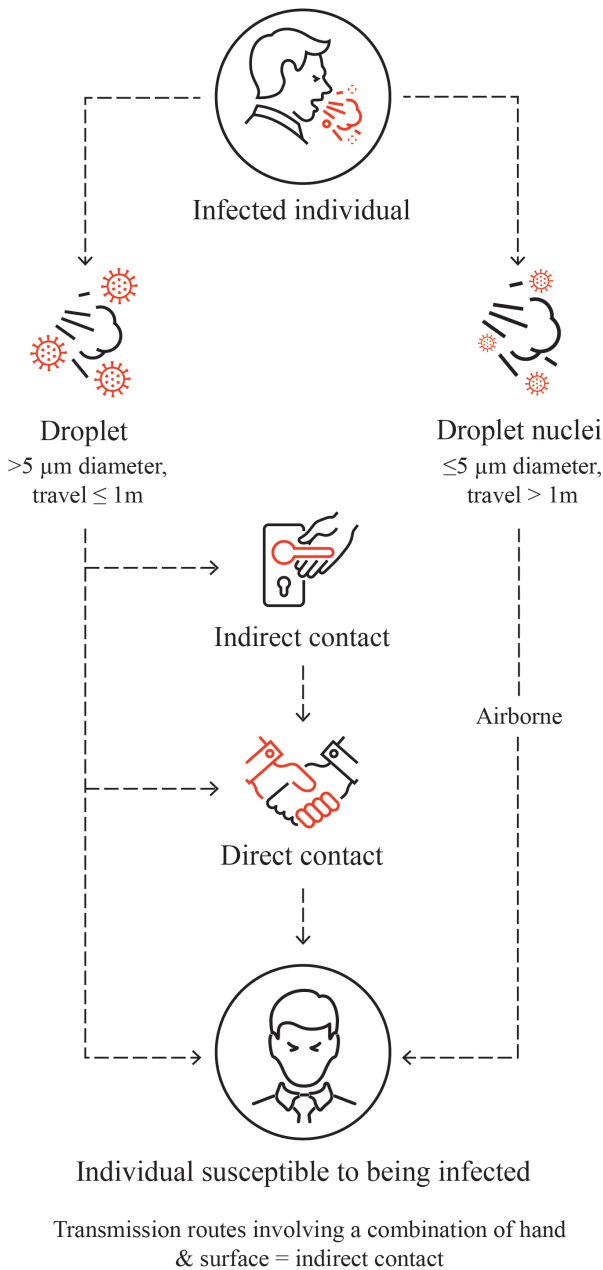 Infected individual
Droplet
>5 μm diameter,
travel ≤ 1m
Droplet nuclei
≤5 μm diameter,
travel > 1m
Indirect contact
Airborne
Direct contact
Individual susceptible to being infected
Transmission routes involving a combination of hand
& surface = indirect contact